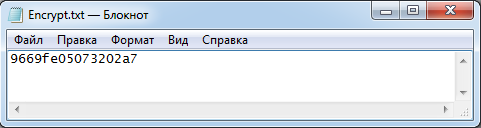 Encrypt.txt — Блокнот
Файл Правка Формат Вид Справка
9669fe05073202a7